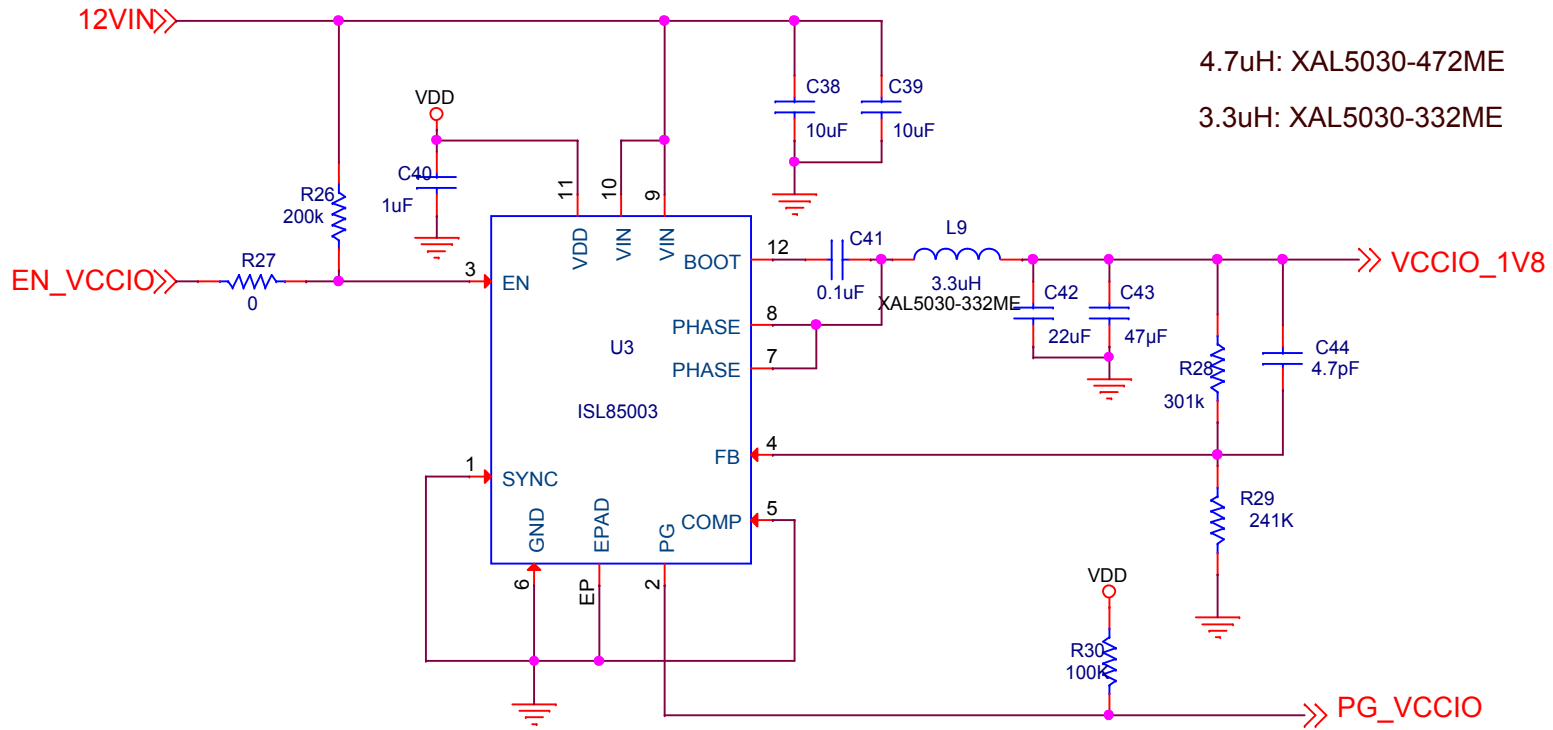 12VIN
4.7uH: XAL5030-472ME
3.3uH: XAL5030-332ME
VDD
C38
10uF
C39
10uF
C40
1uF
R26
200k
11
10
9
VDD
VIN
VIN
EN_VCCIO
R27
0
3
EN
BOOT
12
C41
0.1uF
L9
3.3uH
XAL5030-332ME
VCCIO_1V8
C42
22uF
C43
47µF
PHASE
8
PHASE
7
U3
ISL85003
R28
301k
C44
4.7pF
FB
4
1
SYNC
COMP
5
GND
EPAD
PG
6
EP
2
R29
241K
VDD
R30
100K
PG_VCCIO